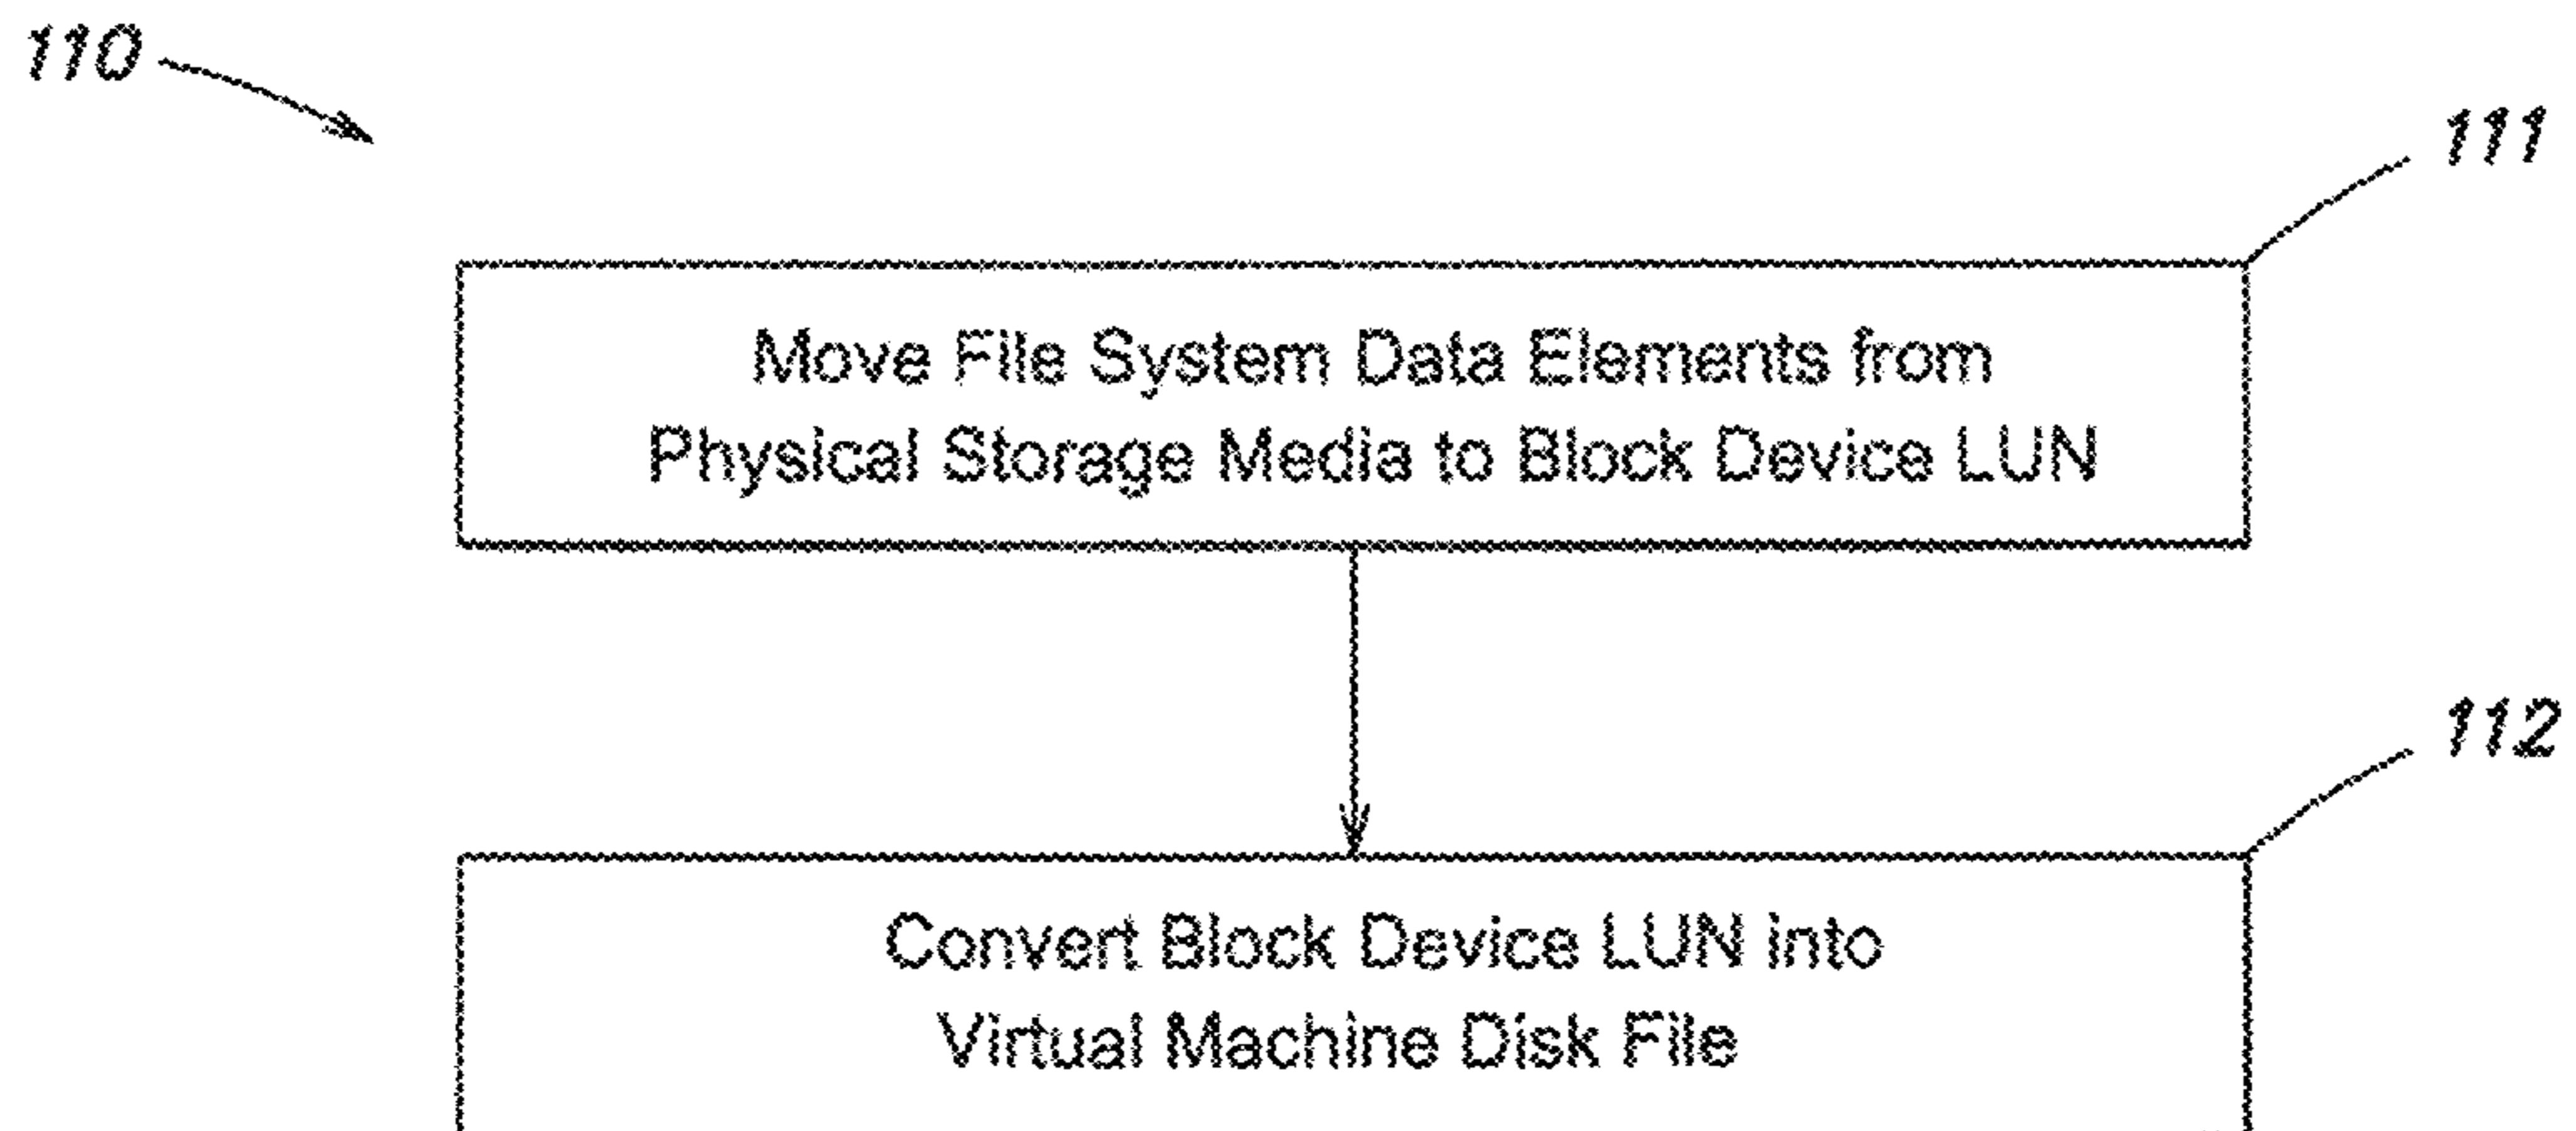 110
111
Move File System Data Elements from
Physical Storage Media to Block Device LUN
112
Convert Block Device LUN into
Virtual Machine Disk File